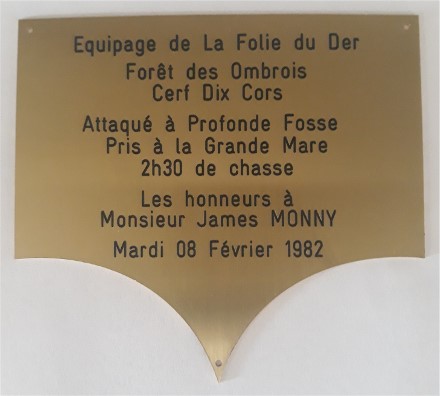 Equipage de La Folie du Der
Forêt des Ombrois
Cerf Dix Cors
Attaqué à Profonde Fosse
Pris à la Grande Mare
2h30 de chasse
Les honneurs à
Monsieur James MONNY
Mardi 08 Février 1982